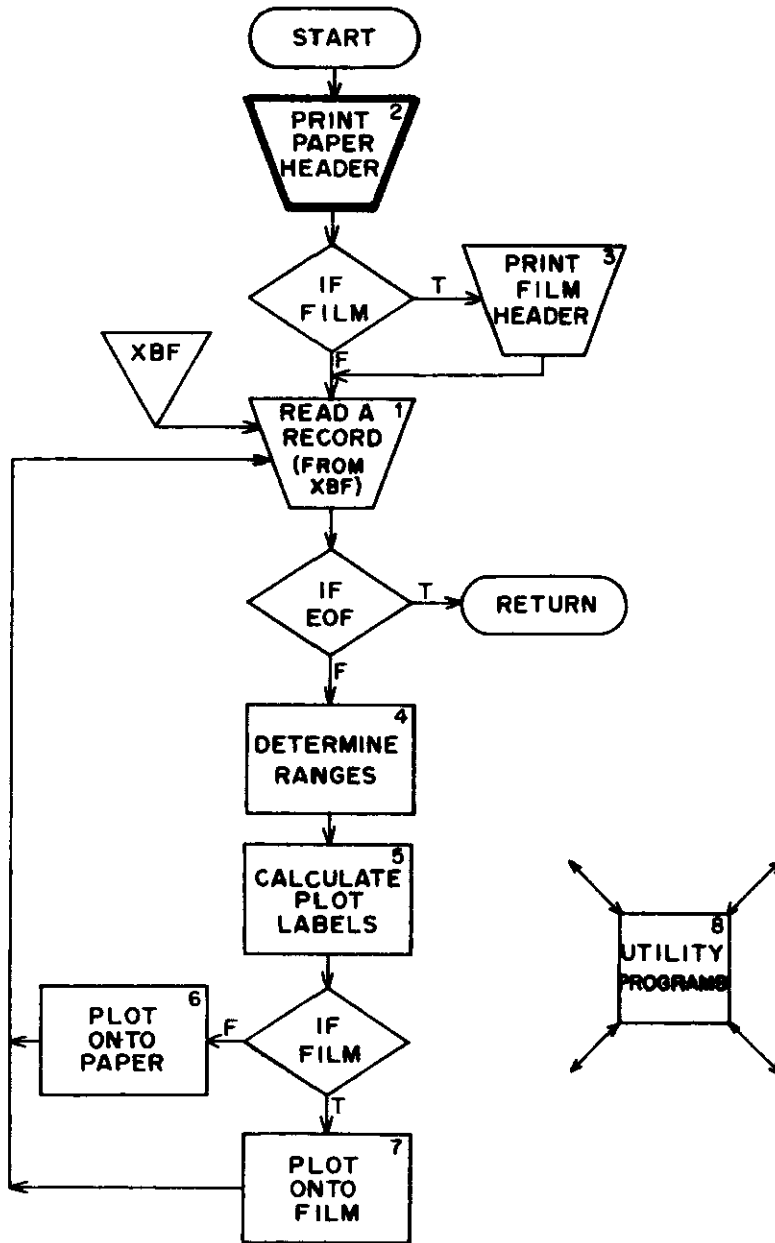 START
2
PRINT
PAPER
HEADER
IF
FILM
T
F
3
PRINT
FILM
HEADER
XBF
1
READ A
RECORD
(FROM
XBF)
IF
EOF
T
F
RETURN
4
DETERMINE
RANGES
5
CALCULATE
PLOT
LABELS
IF
FILM
F
T
6
PLOT
ONTO
PAPER
7
PLOT
ONTO
FILM
8
UTILITY
PROGRAMS